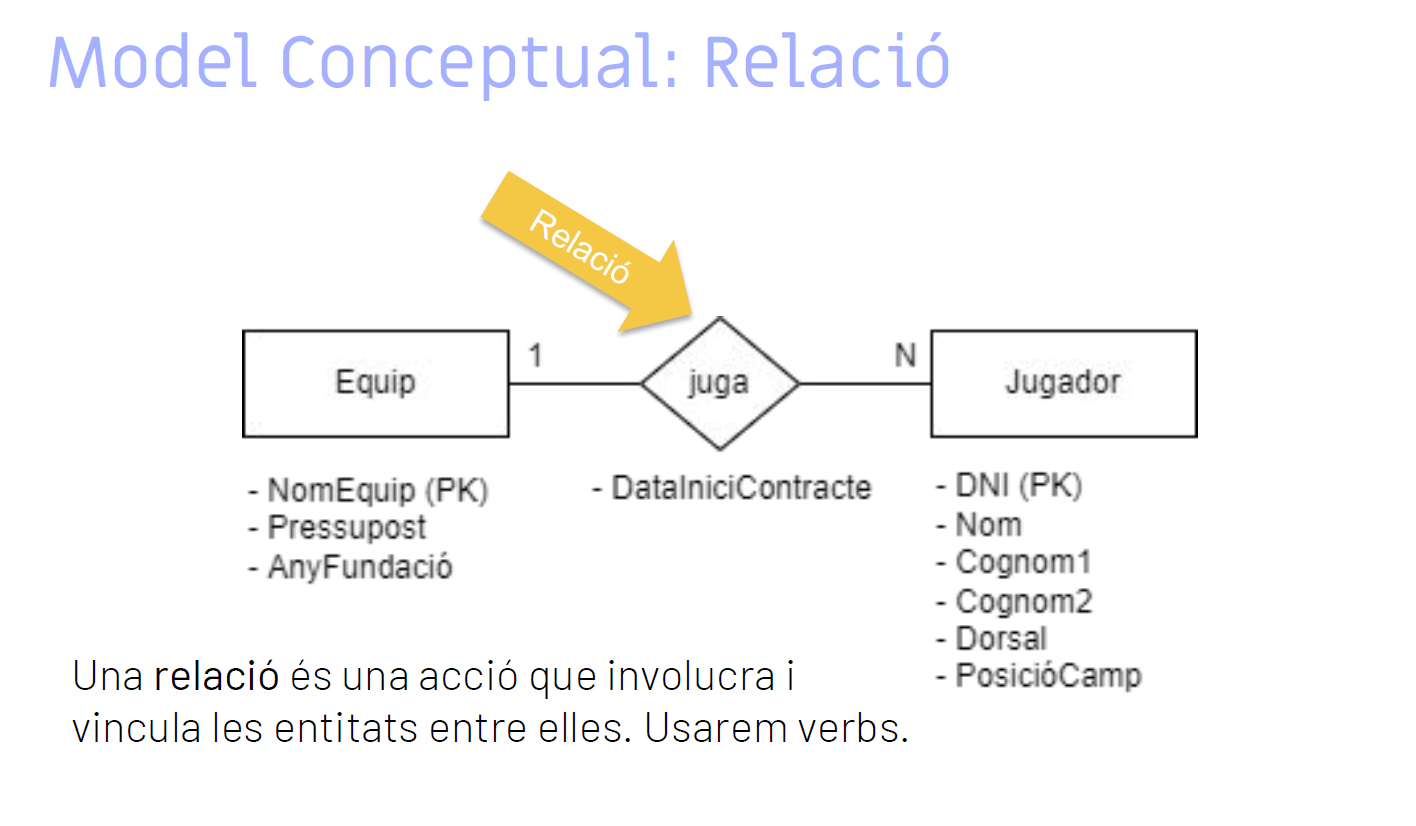 Model Conceptual: Relació
Relació
Equip
1
juga
N
Jugador
- NomEquip (PK)
- Pressupost
- AnyFundació
- DataIniciContracte
- DNI (PK)
- Nom
- Cognom1
- Cognom2
- Dorsal
- PosicióCamp
Una relació és una acció que involucra i
vincula les entitats entre elles. Usarem verbs.